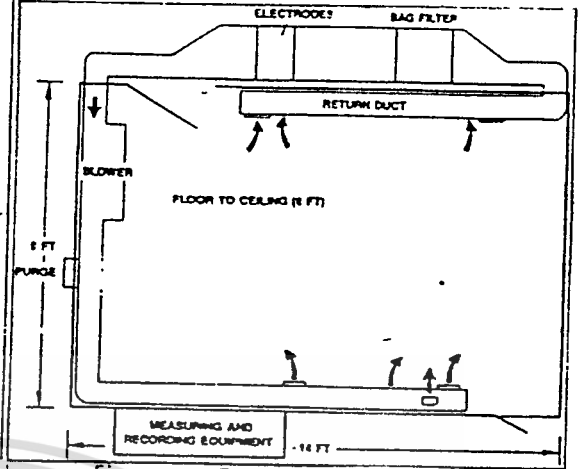 ELECTRODES
BAG FILTER
RETURN DUCT
BLOWER
FLOOR TO CEILING (8 FT)
8 FT
PURGE
MEASURING AND
RECORDING EQUIPMENT
14 FT